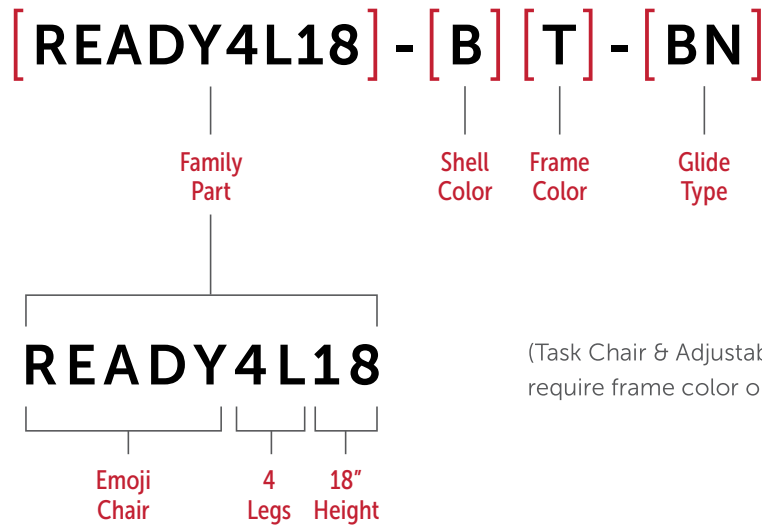 [READY4L18] - [B] [T] - [BN]
Family Part
Shell Color
Frame Color
Glide Type
READY4L18
(Task Chair &
require frame color
Emoji Chair
4 Legs
18” Height